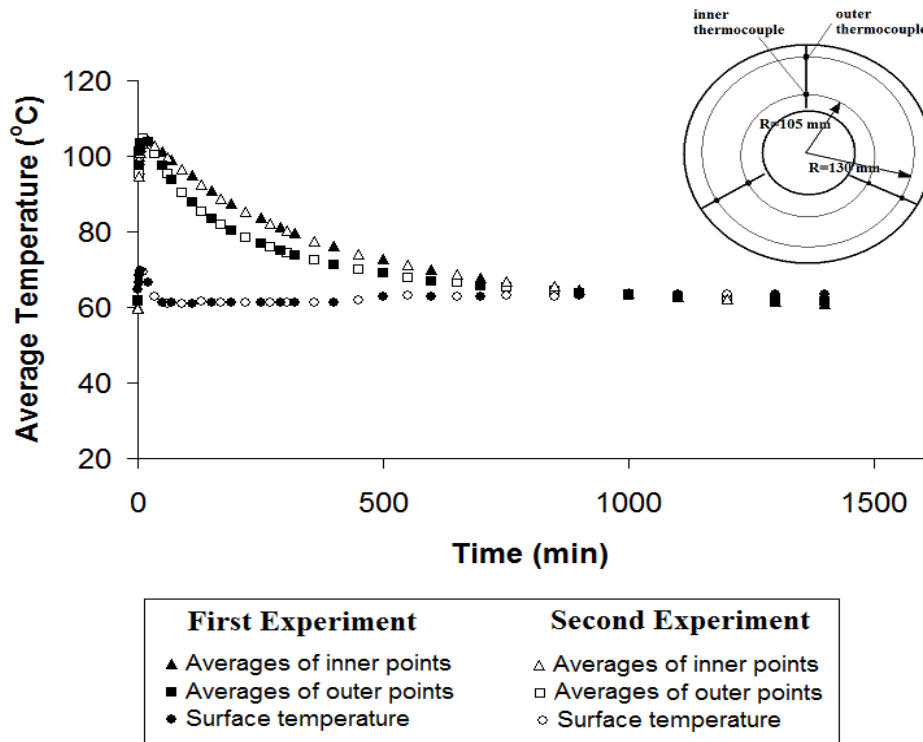 inner
thermocouple
outer
thermocouple
R=105 mm
R=130 mm
Average Temperature (°C)
120
100
80
60
40
20
0
500
1000
1500
Time (min)
First Experiment
▲ Averages of inner points
■ Averages of outer points
● Surface temperature
Second Experiment
△ Averages of inner points
□ Averages of outer points
○ Surface temperature